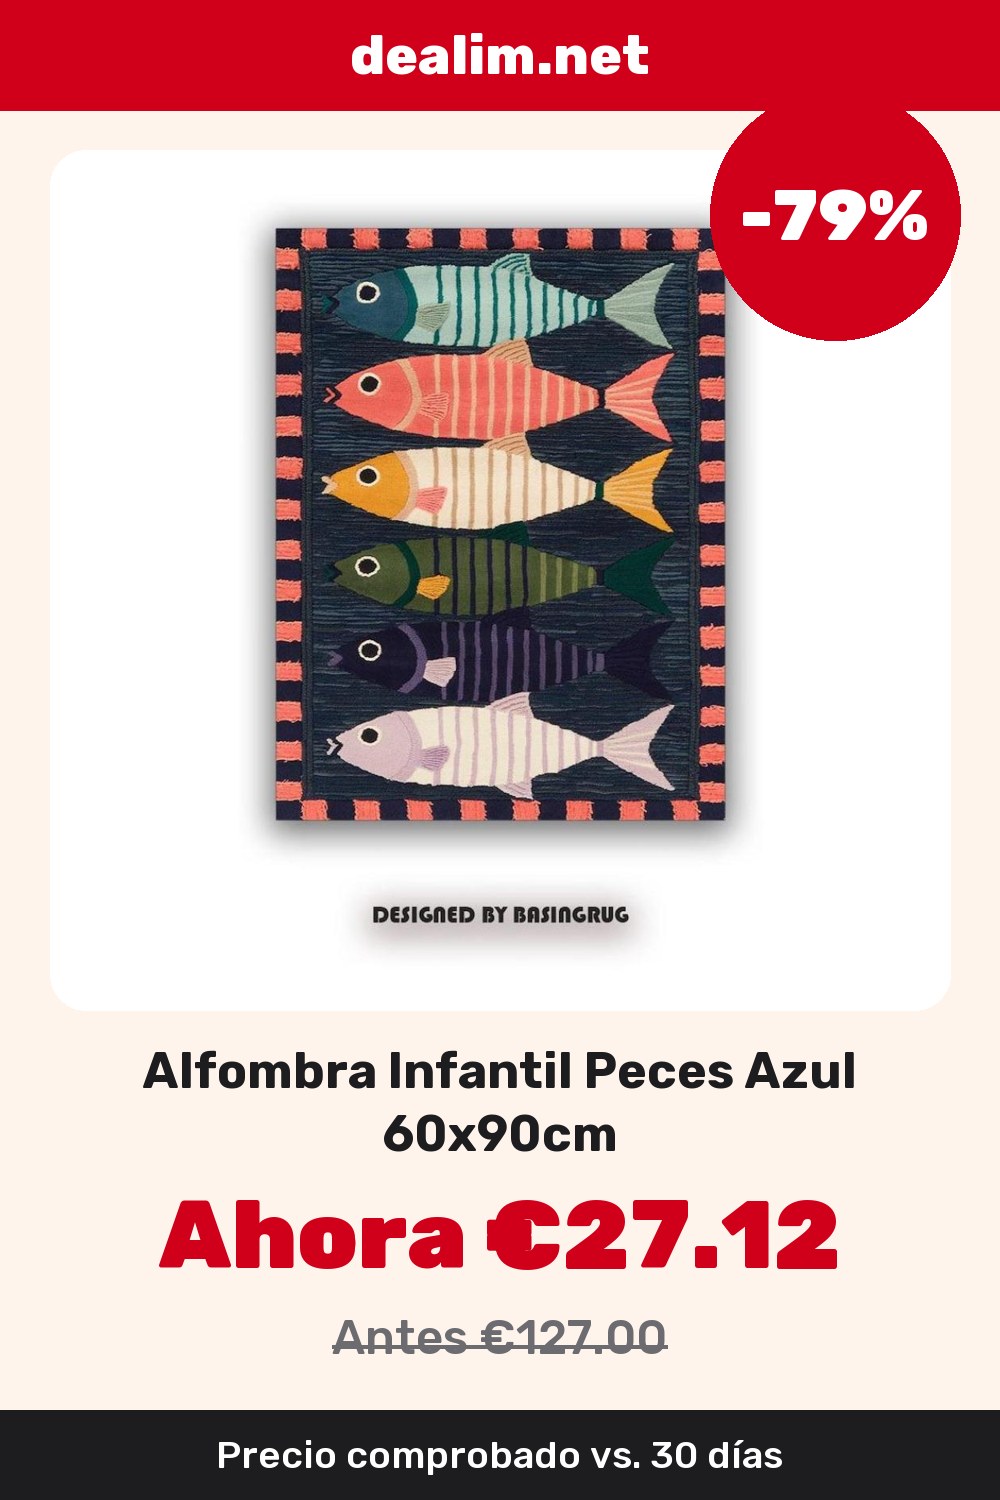 dealim.net
-79%
DESIGNED BY BASINGRUG
Alfombra Infantil Peces Azul
60x90cm
Ahora €27.12
Antes €127.00
Precio comprobado vs. 30 días